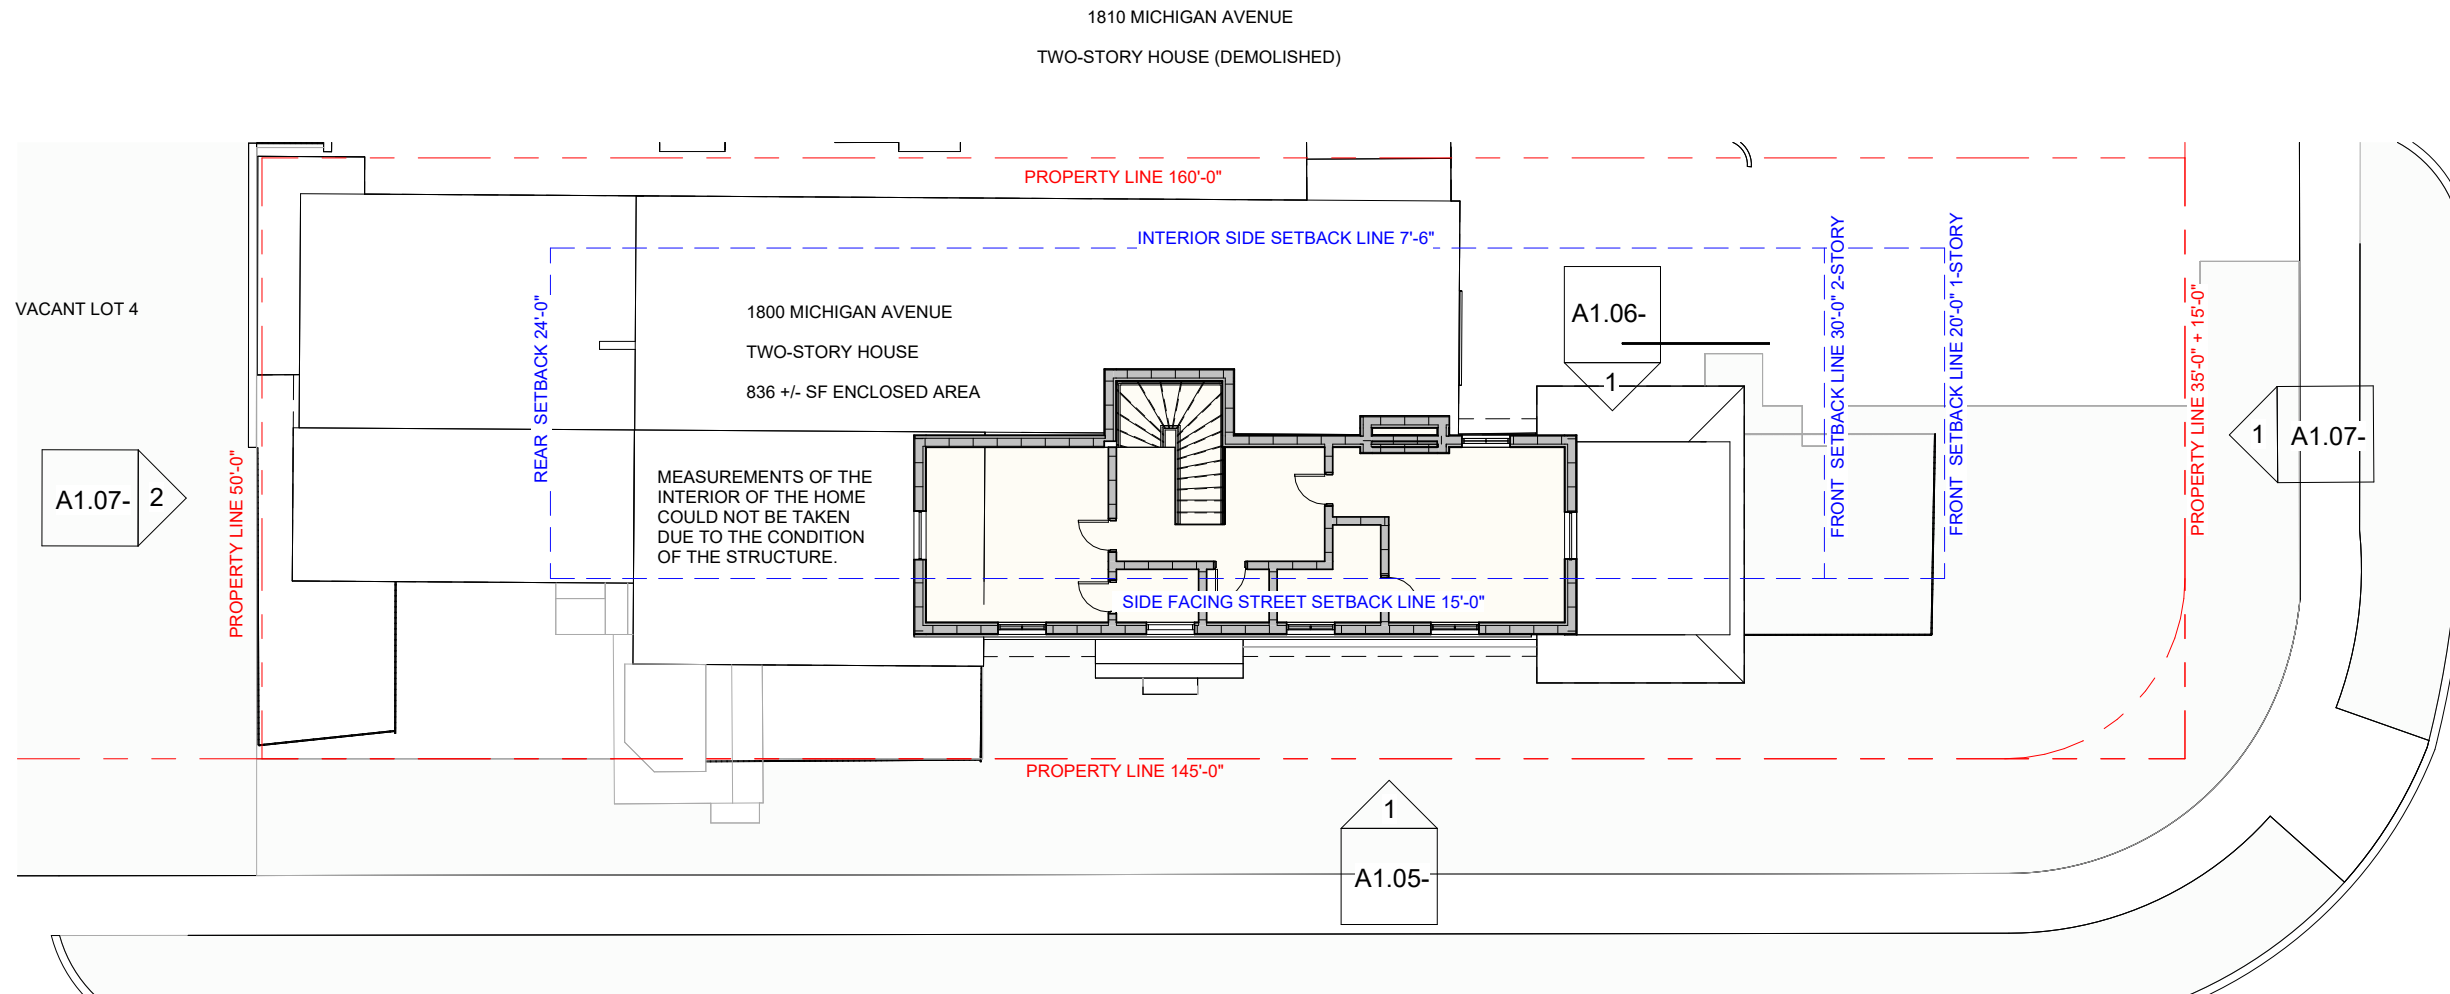 1810 MICHIGAN AVENUE
TWO-STORY HOUSE (DEMOLISHED)
PROPERTY LINE 160'-0"
INTERIOR SIDE SETBACK LINE 7'-6"
VACANT LOT 4
REAR SETBACK 24'-0"
1800 MICHIGAN AVENUE
TWO-STORY HOUSE
836 +/- SF ENCLOSED AREA
A1.06-
1
FRONT SETBACK LINE 30'-0" 2-STORY
FRONT SETBACK LINE 20'-0" 1-STORY
PROPERTY LINE 35'-0" + 15'-0"
1
A1.07-
A1.07-
2
PROPERTY LINE 50'-0"
MEASUREMENTS OF THE
INTERIOR OF THE HOME
COULD NOT BE TAKEN
DUE TO THE CONDITION
OF THE STRUCTURE.
SIDE FACING STREET SETBACK LINE 15'-0"
PROPERTY LINE 145'-0"
1
A1.05-